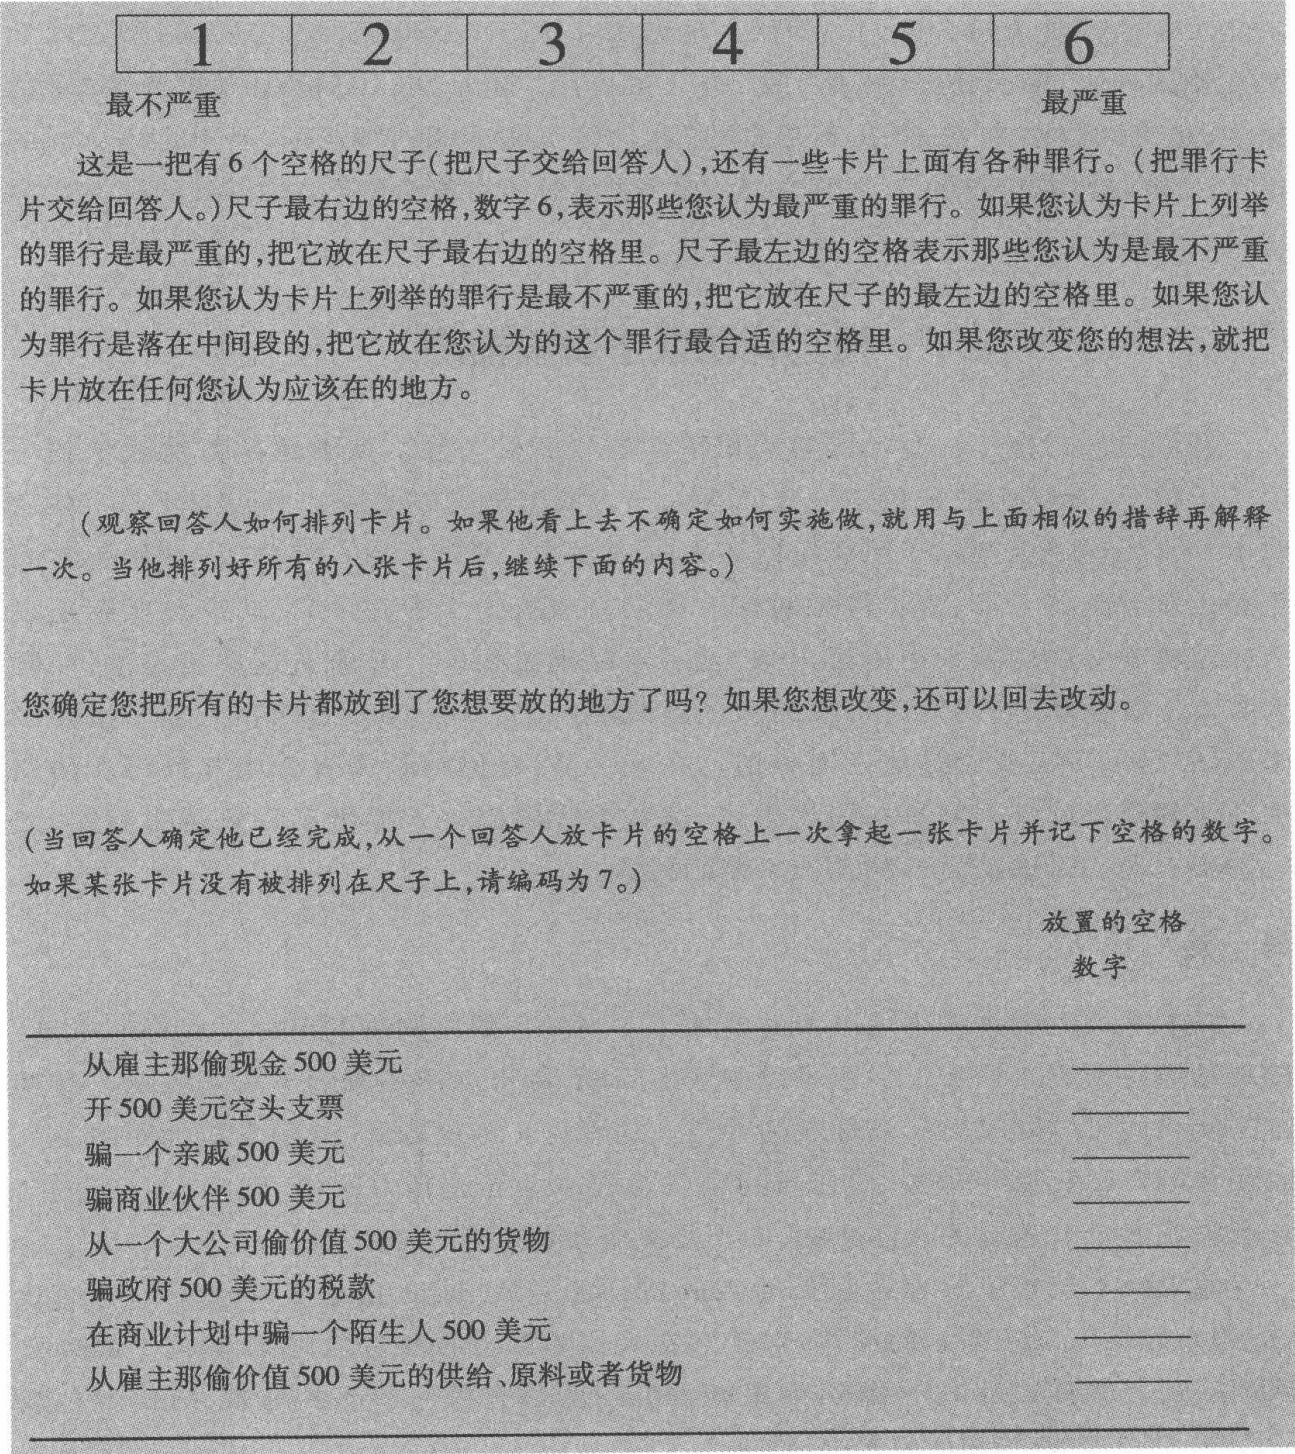 1 2 3 4 5 6
最不严重 最严重
这是一把有6个空格的尺子(把尺子交给回答人),还有一些卡片上面有各种罪行。(把罪行卡
片交给回答人。)尺子最右边的空格,数字6,表示那些您认为最严重的罪行。如果您认为卡片上列举
的罪行是最严重的,把它放在尺子最右边的空格里。尺子最左边的空格表示那些您认为是最不严重
的罪行。如果您认为卡片上列举的罪行是最不严重的,把它放在尺子的最左边的空格里。如果您认
为罪行是落在中间段的,把它放在您认为的这个罪行最合适的空格里。如果您改变您的想法,就把
卡片放在任何您认为应该在的地方。
(观察回答人如何排列卡片。如果他看上去不确定如何实施做,就用与上面相似的措辞再解释
一次。当他排列好所有的八张卡片后,继续下面的内容。)
您确定您把所有的卡片都放到了您想要放的地方了吗?如果您想改变,还可以回去改动。
(当回答人确定他已经完成,从一个回答人放卡片的空格上一次拿起一张卡片并记下空格的数字。
如果某张卡片没有被排列在尺子上,请编码为7。)
放置的空格
数字
从雇主那偷现金500美元
开500美元空头支票
骗一个亲戚500美元
骗商业伙伴500美元
从一个大公司偷价值500美元的货物
骗政府500美元的税款
在商业计划中骗一个陌生人500美元
从雇主那偷价值500美元的供给、原料或者货物